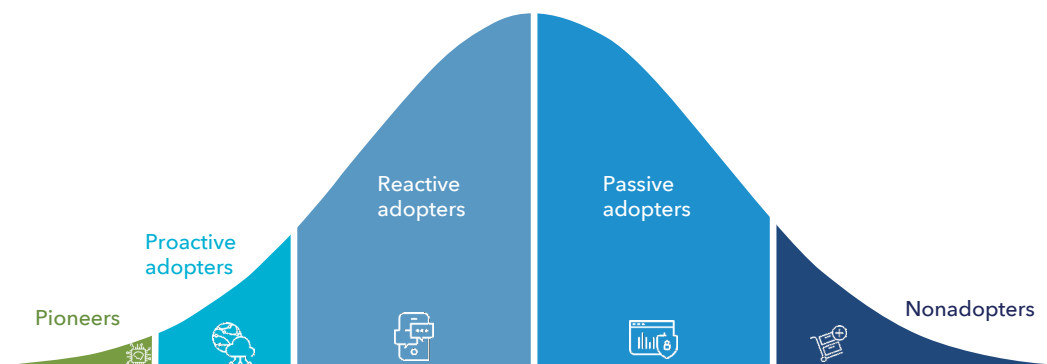 Pioneers
Proactive
adopters
Reactive
adopters
Passive
adopters
Nonadopters